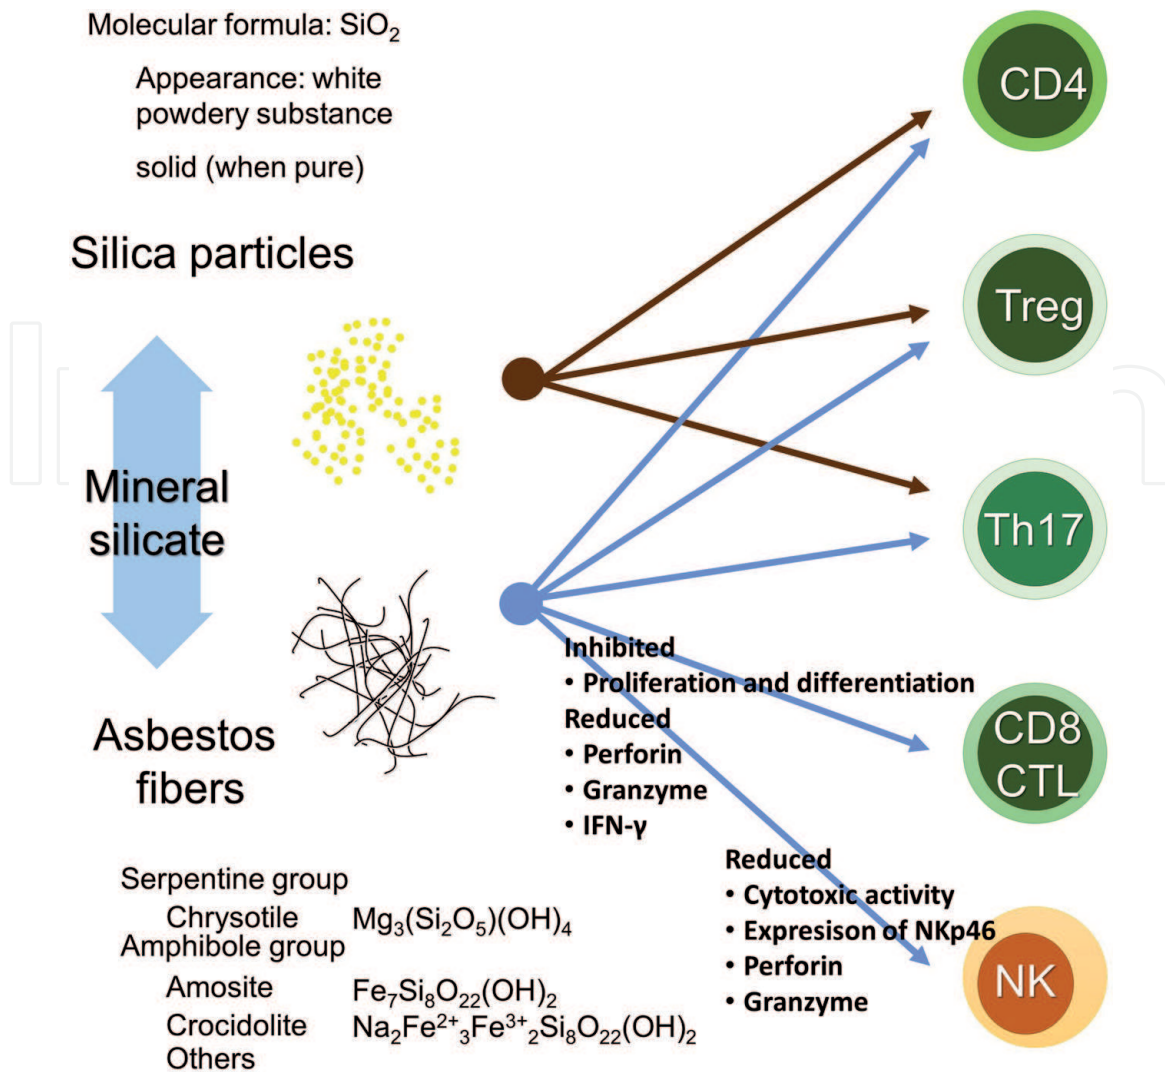 Molecular formula: SiO₂
Appearance: white
powdery substance
solid (when pure)
Silica particles
Mineral
silicate
Asbestos
fibers
Serpentine group
Chrysotile Mg₃(Si₂O₅)(OH)₄
Amphibole group
Amosite Fe₇Si₈O₂₂(OH)₂
Crocidolite Na₂Fe²⁺₃Fe³⁺₂Si₈O₂₂(OH)₂
Others
Inhibited
• Proliferation and differentiation
Reduced
• Perforin
• Granzyme
• IFN-γ
Reduced
• Cytotoxic activity
• Expresison of NKp46
• Perforin
• Granzyme
CD4
Treg
Th17
CD8
CTL
NK